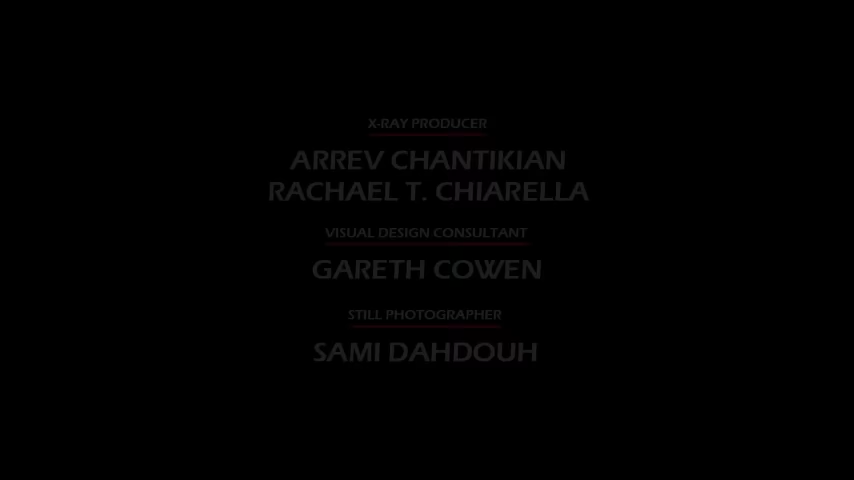 X-RAY PRODUCER
ARREV CHANTIKIAN
RACHAEL T. CHIARELLA
VISUAL DESIGN CONSULTANT
GARETH COWEN
STILL PHOTOGRAPHER
SAMI DAHDOUH